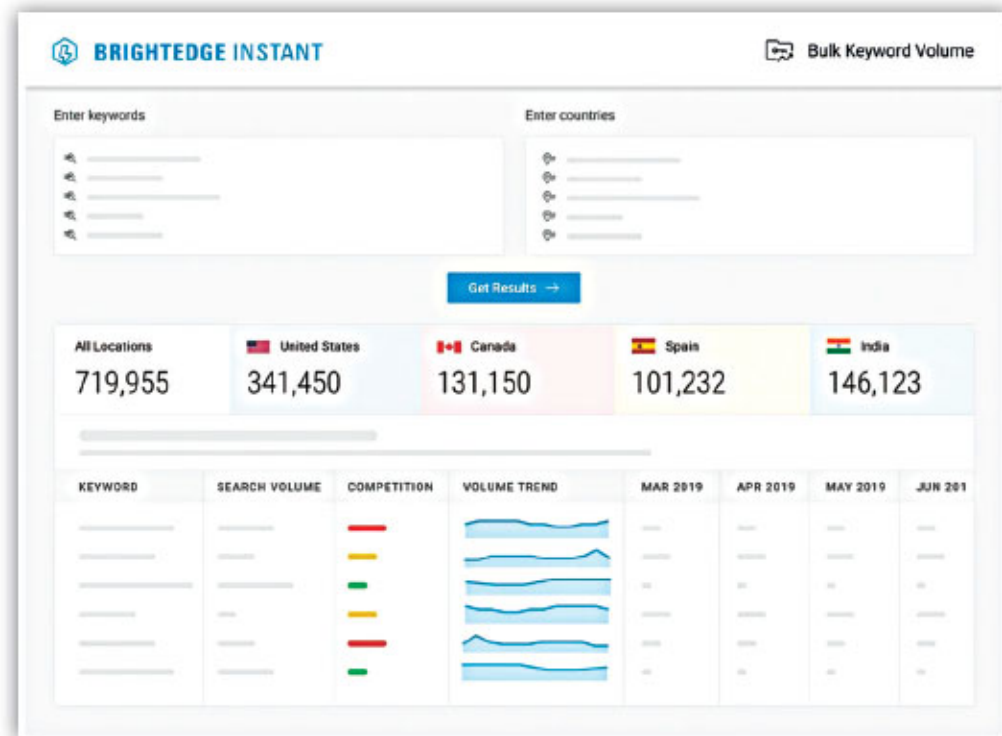 BRIGHTEDGE INSTANT
Bulk Keyword Volume
Enter keywords
Enter countries
Get Results →
All Locations
United States
Canada
Spain
India
719,955
341,450
131,150
101,232
146,123
KEYWORD
SEARCH VOLUME
COMPETITION
VOLUME TREND
MAR 2019
APR 2019
MAY 2019
JUN 201